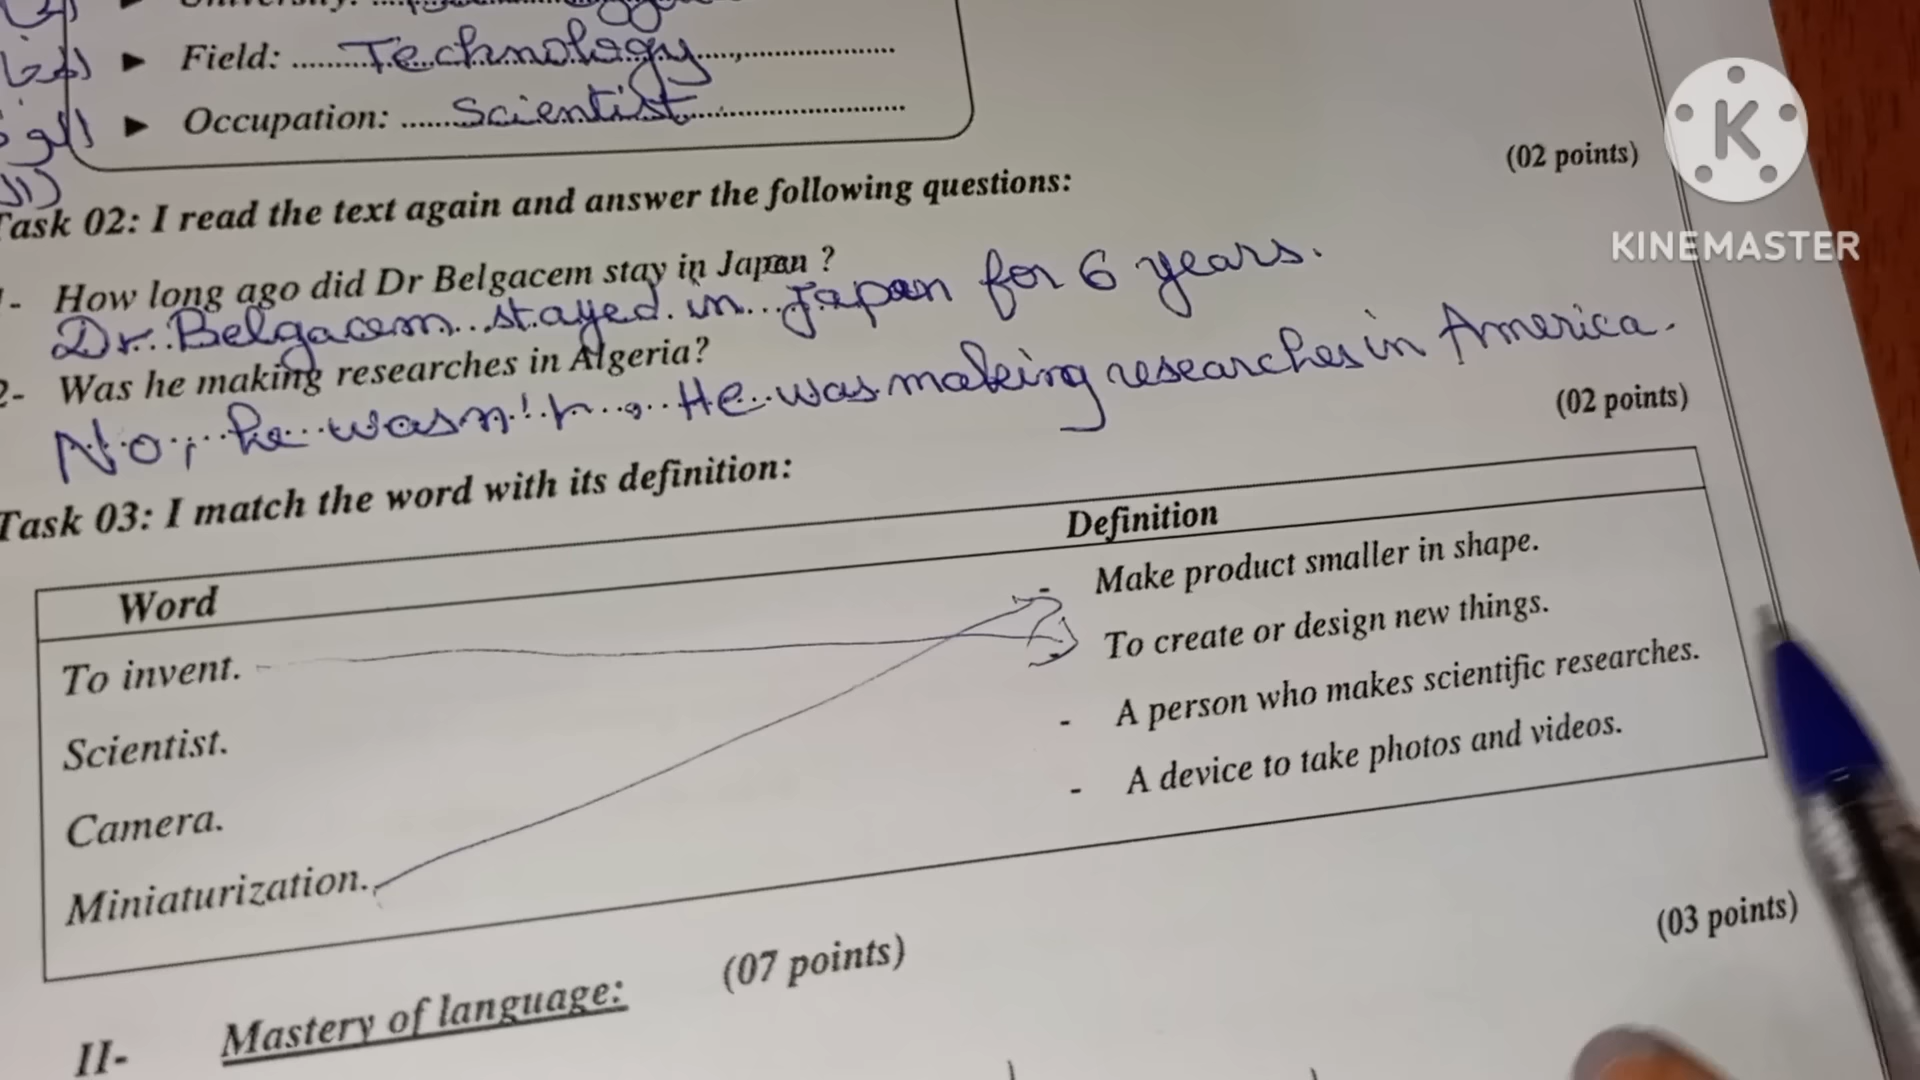 ► Field: ......... Technology .....,....................
► Occupation: ...... Scientist ...........................
(02 points)
K
KINEMASTER
Task 02: I read the text again and answer the following questions:
1- How long ago did Dr Belgacem stay in Japan ?
Dr. Belgacem stayed in Japan for 6 years.
2- Was he making researches in Algeria?
No, he wasn't. He was making researches in America.
(02 points)
Task 03: I match the word with its definition:
Word Definition
To invent. - Make product smaller in shape.
Scientist. - To create or design new things.
Camera. - A person who makes scientific researches.
Miniaturization. - A device to take photos and videos.
II- Mastery of language: (07 points)
(03 points)